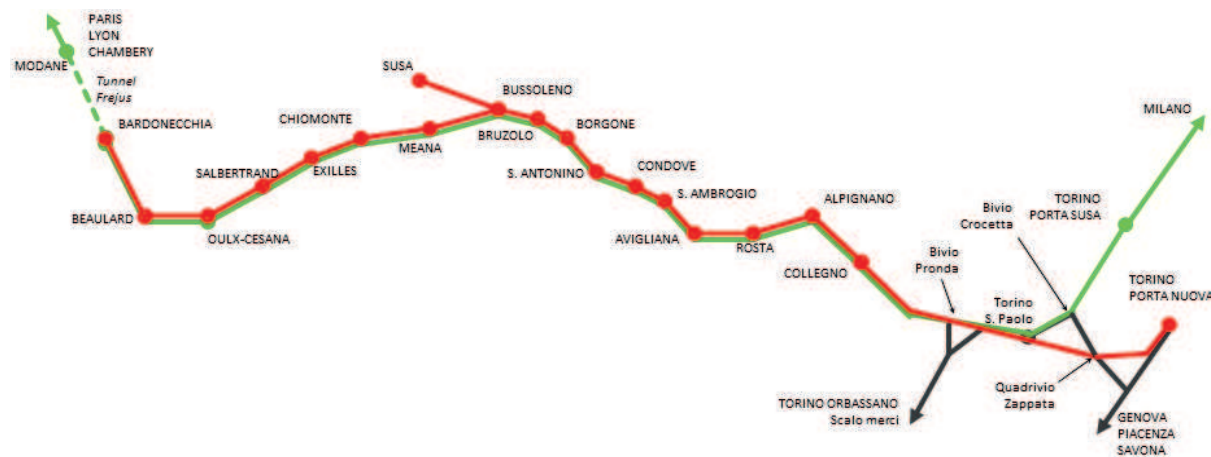 PARIS
LYON
CHAMBERY
MODANE
Tunnel
Frejus
BARDONECCHIA
BEAULARD
OULX-CESANA
SALBERTRAND
EXILLES
CHIOMONTE
MEANA
SUSA
BUSSOLENO
BRUZOLO
BORGONE
S. ANTONINO
CONDOVE
S. AMBROGIO
AVIGLIANA
ROSTA
ALPIGNANO
COLLEGNO
Bivio
Pronda
TORINO ORBASSANO
Scalo merci
Torino
S. Paolo
Bivio
Crocetta
MILANO
TORINO
PORTA SUSA
TORINO
PORTA NUOVA
Quadrivio
Zappata
GENOVA
PIACENZA
SAVONA